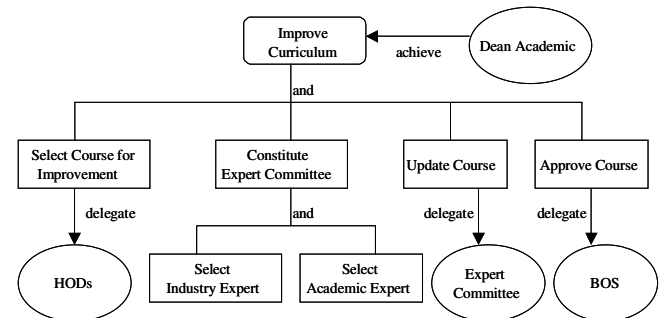 Improve
Curriculum
Dean Academic
achieve
and
Select Course for
Improvement
Constitute
Expert Committee
Update Course
Approve Course
delegate
and
delegate
delegate
HODs
Select
Industry Expert
Select
Academic Expert
Expert
Committee
BOS